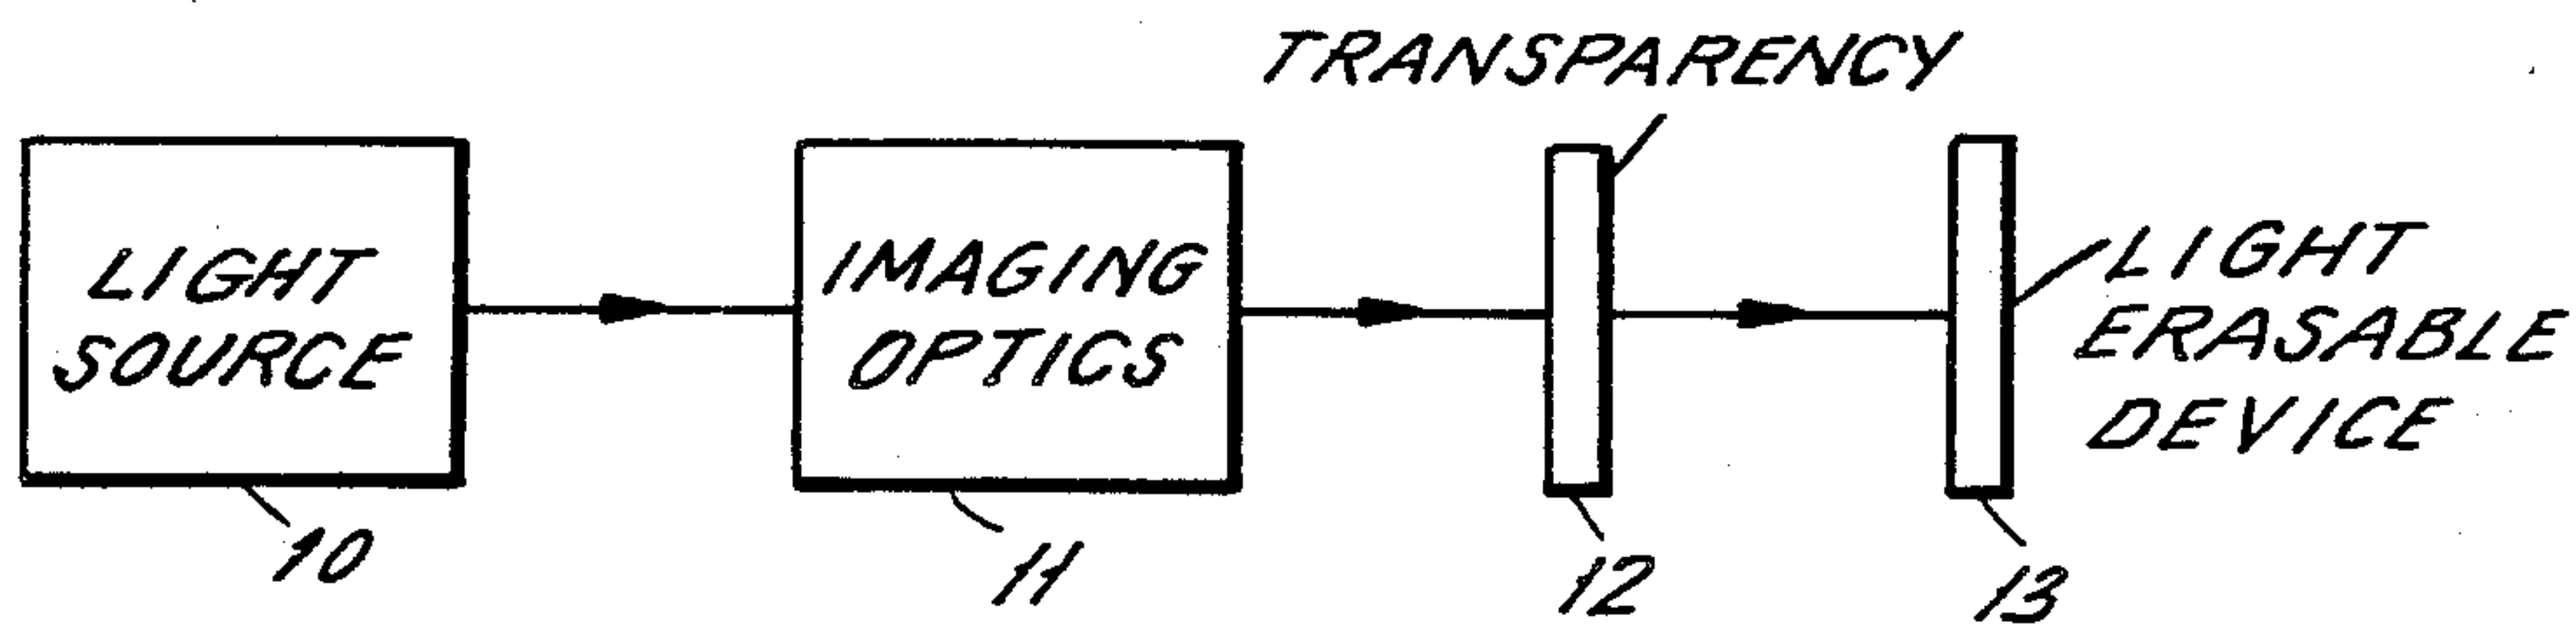 TRANSPARENCY
LIGHT
SOURCE
IMAGING
OPTICS
LIGHT
ERASABLE
DEVICE
10
11
12
13